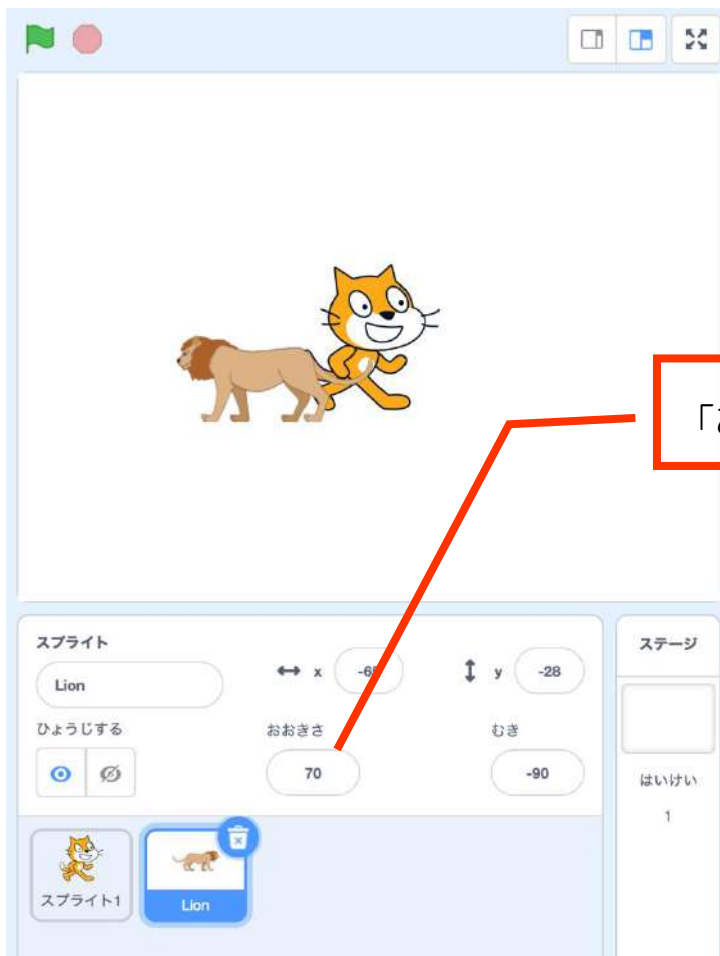 「お
スプライト
Lion
x
y -28
ひょうじする
おおきさ
むき
70
-90
スプライト1
Lion
ステージ
はいけい
1